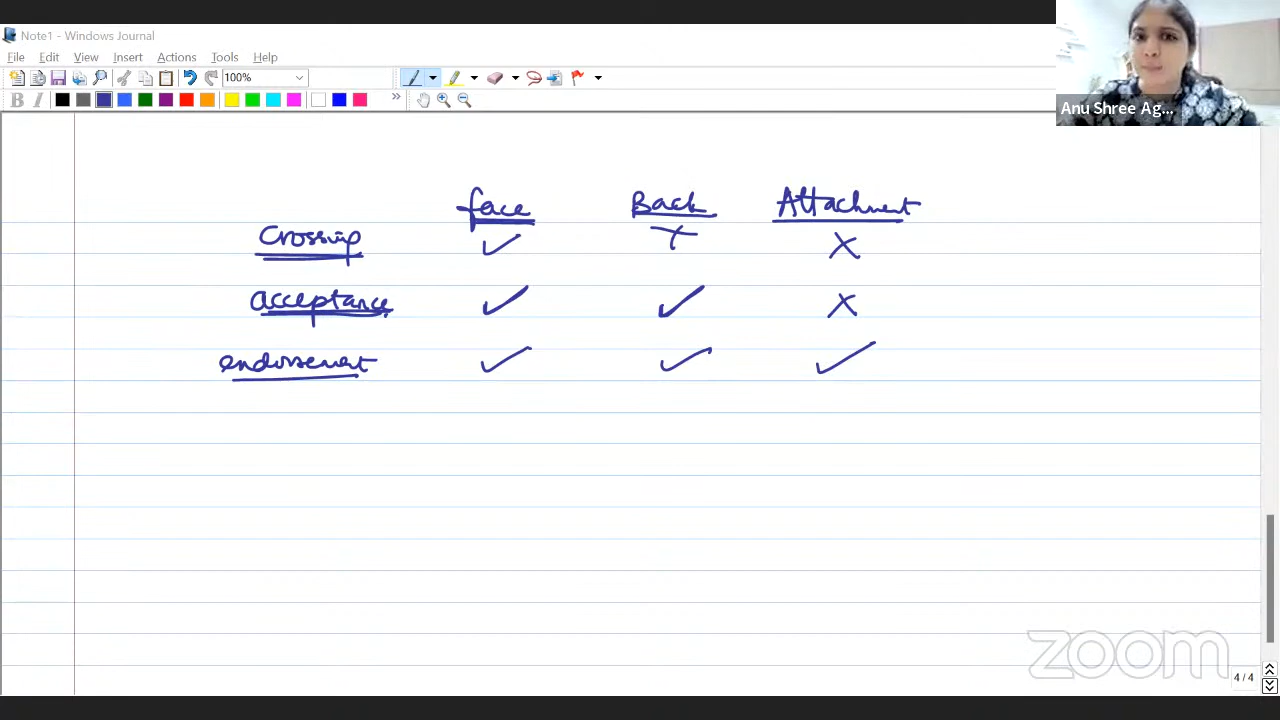 Note1 - Windows Journal
File Edit View Insert Actions Tools Help
100%
B I
Anu Shree Ag...
face Back Attachment
Crossing ✓ X X
acceptance ✓ ✓ X
endorsement ✓ ✓ ✓
zoom
4 / 4